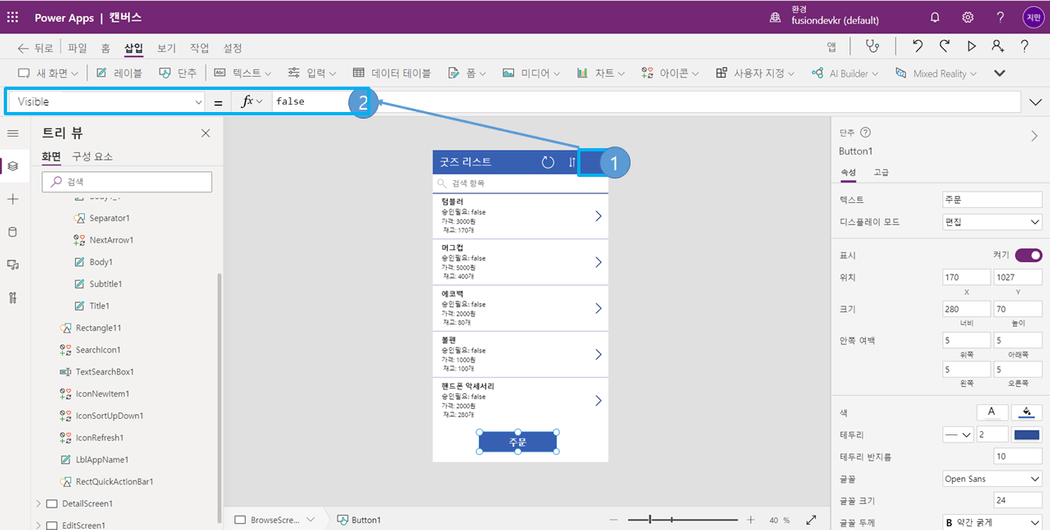 Power Apps | 캔버스
환경
fusiondevkr (default)
지민
뒤로 파일 홈 삽입 보기 작업 설정
앱
새 화면 레이블 단추 텍스트 입력 데이터 테이블 폼 미디어 차트 아이콘 사용자 지정 AI Builder Mixed Reality
Visible = fx false 2
트리 뷰
화면 구성 요소
검색
Separator1
NextArrow1
Body1
Subtitle1
Title1
Rectangle11
SearchIcon1
TextSearchBox1
IconNewItem1
IconSortUpDown1
IconRefresh1
LblAppName1
RectQuickActionBar1
DetailScreen1
EditScreen1
굿즈 리스트 1
검색 항목
텀블러
승인필요: false
가격: 3000원
재고: 170개
머그컵
승인필요: false
가격: 5000원
재고: 400개
에코백
승인필요: false
가격: 2000원
재고: 80개
볼펜
승인필요: false
가격: 1000원
재고: 100개
핸드폰 악세서리
승인필요: false
가격: 2000원
재고: 280개
주문
BrowseScre... Button1
40 %
단추
Button1
속성 고급
텍스트 주문
디스플레이 모드 편집
표시 켜기
위치 170 1027
X Y
크기 280 70
너비 높이
안쪽 여백 5 5
위쪽 아래쪽
5 5
왼쪽 오른쪽
색 A
테두리 2
테두리 반지름 10
글꼴 Open Sans
글꼴 크기 24
글꼴 두께 B 약간 굵게